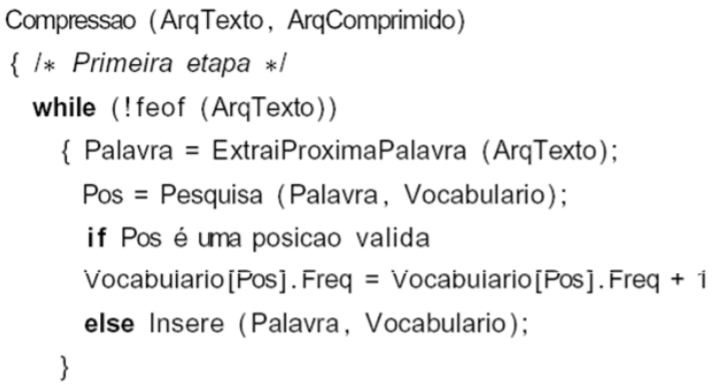 Compressao (ArqTexto, ArqComprimido)
{ /* Primeira etapa */
while (!feof (ArqTexto))
{ Palavra = ExtraiProximaPalavra (ArqTexto);
Pos = Pesquisa (Palavra, Vocabulario);
if Pos é uma posicao valida
Vocabulario[Pos].Freq = Vocabulario[Pos].Freq + 1
else Insere (Palavra, Vocabulario);
}